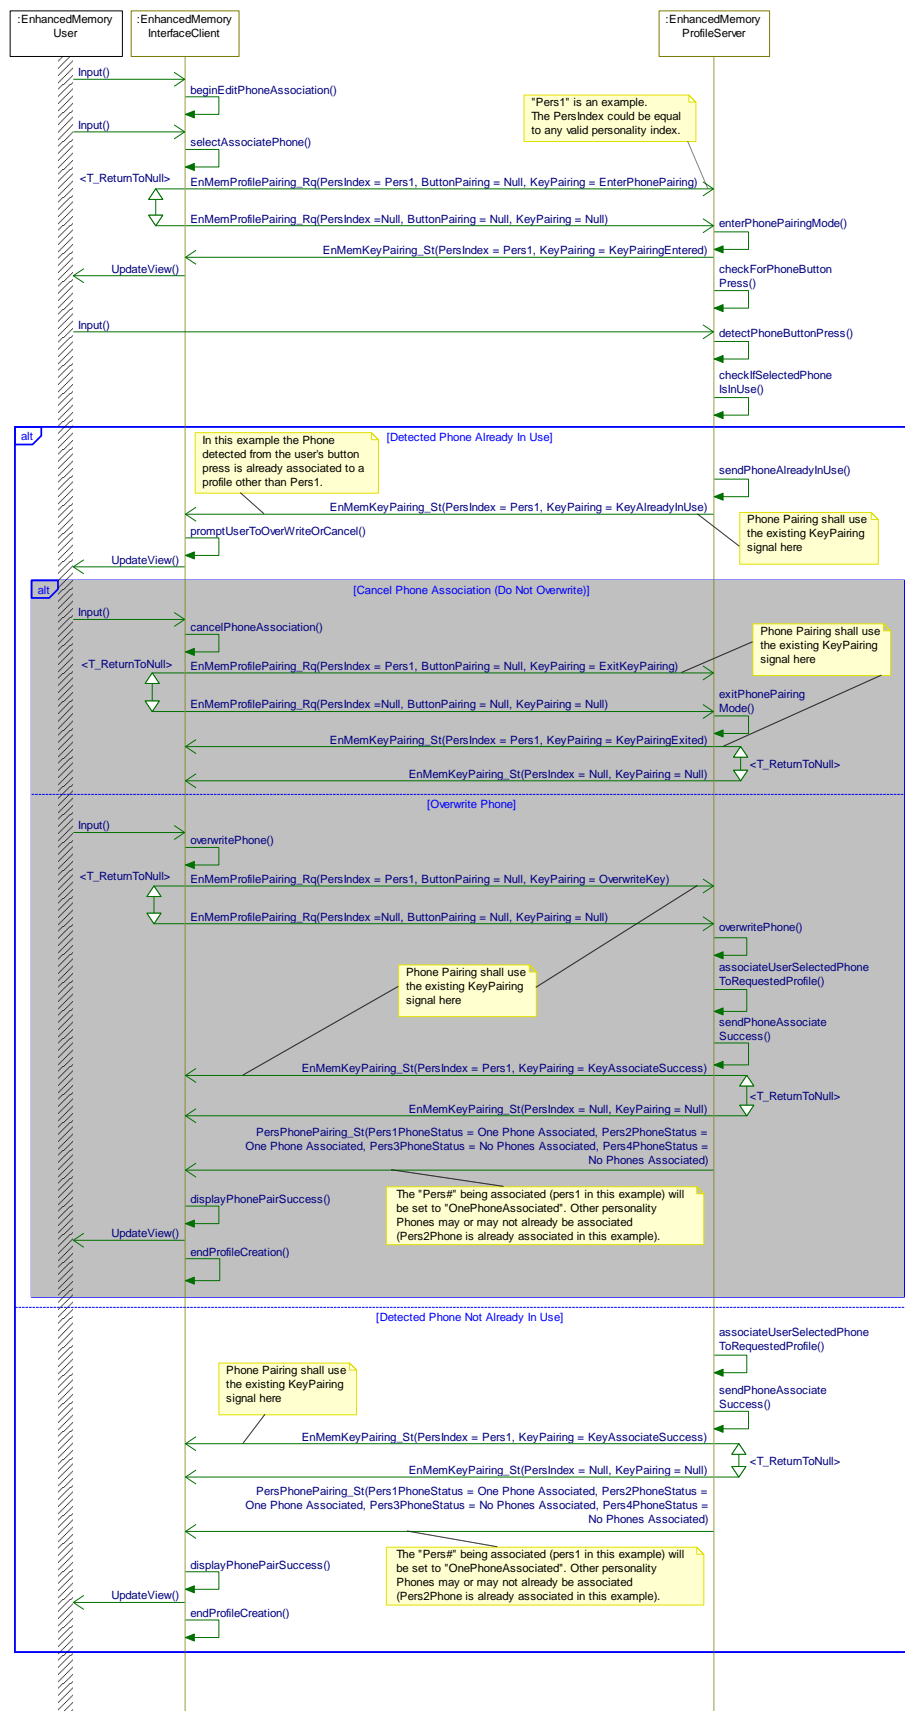 :EnhancedMemory
User
:EnhancedMemory
InterfaceClient
:EnhancedMemory
ProfileServer
Input()
beginEditPhoneAssociation()
"Pers1" is an example.
The PersIndex could be equal
to any valid personality index.
Input()
selectAssociatePhone()
<T_ReturnToNull>
EnMemProfilePairing_Rq(PersIndex = Pers1, ButtonPairing = Null, KeyPairing = EnterPhonePairing)
EnMemProfilePairing_Rq(PersIndex =Null, ButtonPairing = Null, KeyPairing = Null)
enterPhonePairingMode()
EnMemKeyPairing_St(PersIndex = Pers1, KeyPairing = KeyPairingEntered)
UpdateView()
checkForPhoneButton
Press()
Input()
detectPhoneButtonPress()
checkIfSelectedPhone
IsInUse()
alt
[Detected Phone Already In Use]
In this example the Phone
detected from the user's button
press is already associated to a
profile other than Pers1.
sendPhoneAlreadyInUse()
EnMemKeyPairing_St(PersIndex = Pers1, KeyPairing = KeyAlreadyInUse)
Phone Pairing shall use
the existing KeyPairing
signal here
promptUserToOverWriteOrCancel()
UpdateView()
alt
[Cancel Phone Association (Do Not Overwrite)]
Input()
cancelPhoneAssociation()
Phone Pairing shall use
the existing KeyPairing
signal here
<T_ReturnToNull>
EnMemProfilePairing_Rq(PersIndex = Pers1, ButtonPairing = Null, KeyPairing = ExitKeyPairing)
EnMemProfilePairing_Rq(PersIndex =Null, ButtonPairing = Null, KeyPairing = Null)
exitPhonePairing
Mode()
EnMemKeyPairing_St(PersIndex = Pers1, KeyPairing = KeyPairingExited)
<T_ReturnToNull>
EnMemKeyPairing_St(PersIndex = Null, KeyPairing = Null)
[Overwrite Phone]
Input()
overwritePhone()
<T_ReturnToNull>
EnMemProfilePairing_Rq(PersIndex = Pers1, ButtonPairing = Null, KeyPairing = OverwriteKey)
EnMemProfilePairing_Rq(PersIndex =Null, ButtonPairing = Null, KeyPairing = Null)
overwritePhone()
Phone Pairing shall use
the existing KeyPairing
signal here
associateUserSelectedPhone
ToRequestedProfile()
sendPhoneAssociate
Success()
EnMemKeyPairing_St(PersIndex = Pers1, KeyPairing = KeyAssociateSuccess)
<T_ReturnToNull>
EnMemKeyPairing_St(PersIndex = Null, KeyPairing = Null)
PersPhonePairing_St(Pers1PhoneStatus = One Phone Associated, Pers2PhoneStatus =
One Phone Associated, Pers3PhoneStatus = No Phones Associated, Pers4PhoneStatus =
No Phones Associated)
The "Pers#" being associated (pers1 in this example) will
be set to "OnePhoneAssociated". Other personality
Phones may or may not already be associated
(Pers2Phone is already associated in this example).
displayPhonePairSuccess()
UpdateView()
endProfileCreation()
[Detected Phone Not Already In Use]
associateUserSelectedPhone
ToRequestedProfile()
Phone Pairing shall use
the existing KeyPairing
signal here
sendPhoneAssociate
Success()
EnMemKeyPairing_St(PersIndex = Pers1, KeyPairing = KeyAssociateSuccess)
<T_ReturnToNull>
EnMemKeyPairing_St(PersIndex = Null, KeyPairing = Null)
PersPhonePairing_St(Pers1PhoneStatus = One Phone Associated, Pers2PhoneStatus =
One Phone Associated, Pers3PhoneStatus = No Phones Associated, Pers4PhoneStatus =
No Phones Associated)
The "Pers#" being associated (pers1 in this example) will
be set to "OnePhoneAssociated". Other personality
Phones may or may not already be associated
(Pers2Phone is already associated in this example).
displayPhonePairSuccess()
UpdateView()
endProfileCreation()